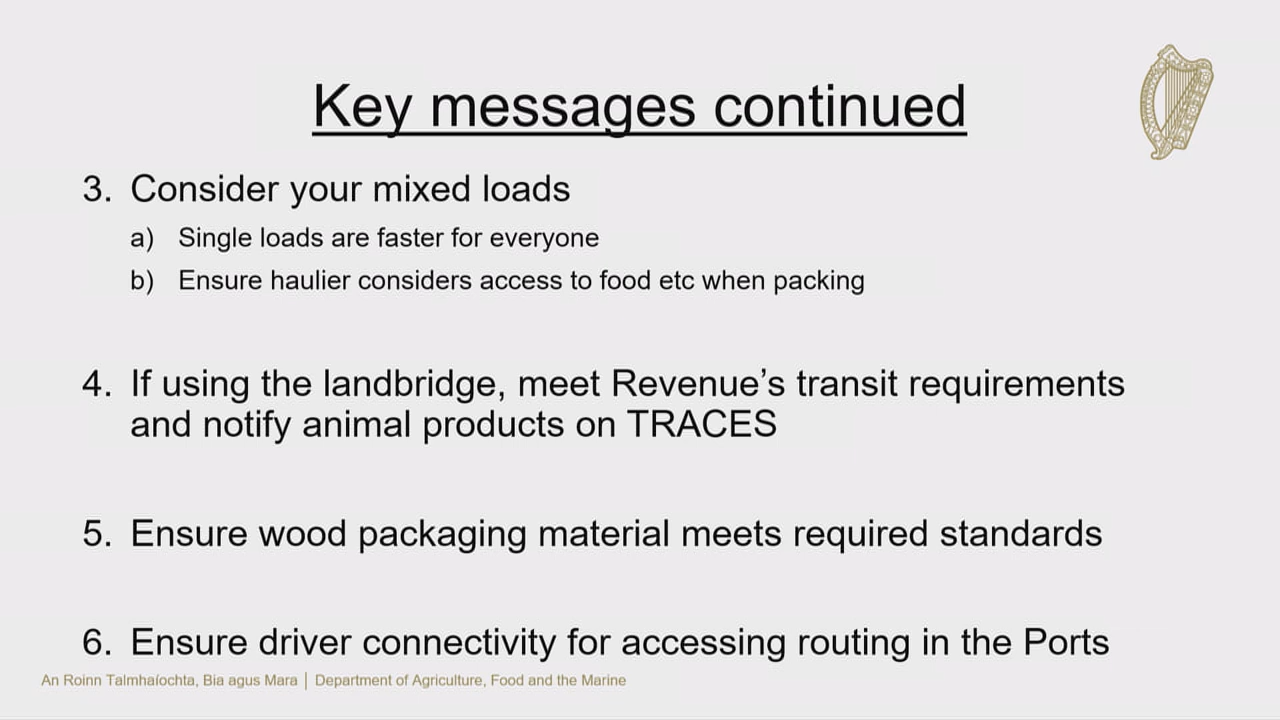 Key messages continued
3. Consider your mixed loads
a) Single loads are faster for everyone
b) Ensure haulier considers access to food etc when packing
4. If using the landbridge, meet Revenue’s transit requirements
and notify animal products on TRACES
5. Ensure wood packaging material meets required standards
6. Ensure driver connectivity for accessing routing in the Ports
An Roinn Talmhaíochta, Bia agus Mara | Department of Agriculture, Food and the Marine